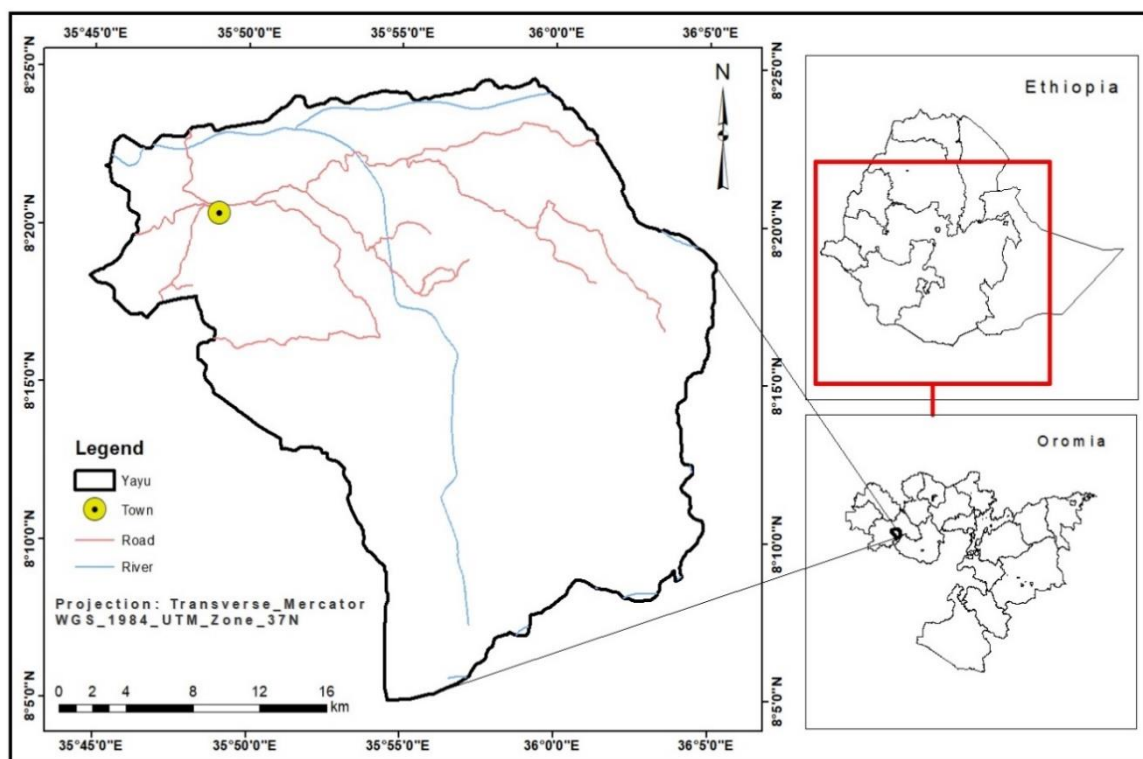 35°45'0"E 35°50'0"E 35°55'0"E 36°0'0"E 36°5'0"E
8°25'0"N
8°20'0"N
8°15'0"N
8°10'0"N
8°5'0"N
N
8°25'0"N
8°20'0"N
8°15'0"N
8°10'0"N
8°5'0"N
Legend
Yayu
Town
Road
River
Projection: Transverse_Mercator
WGS_1984_UTM_Zone_37N
0 2 4 8 12 16
km
35°45'0"E 35°50'0"E 35°55'0"E 36°0'0"E 36°5'0"E
Ethiopia
Oromia